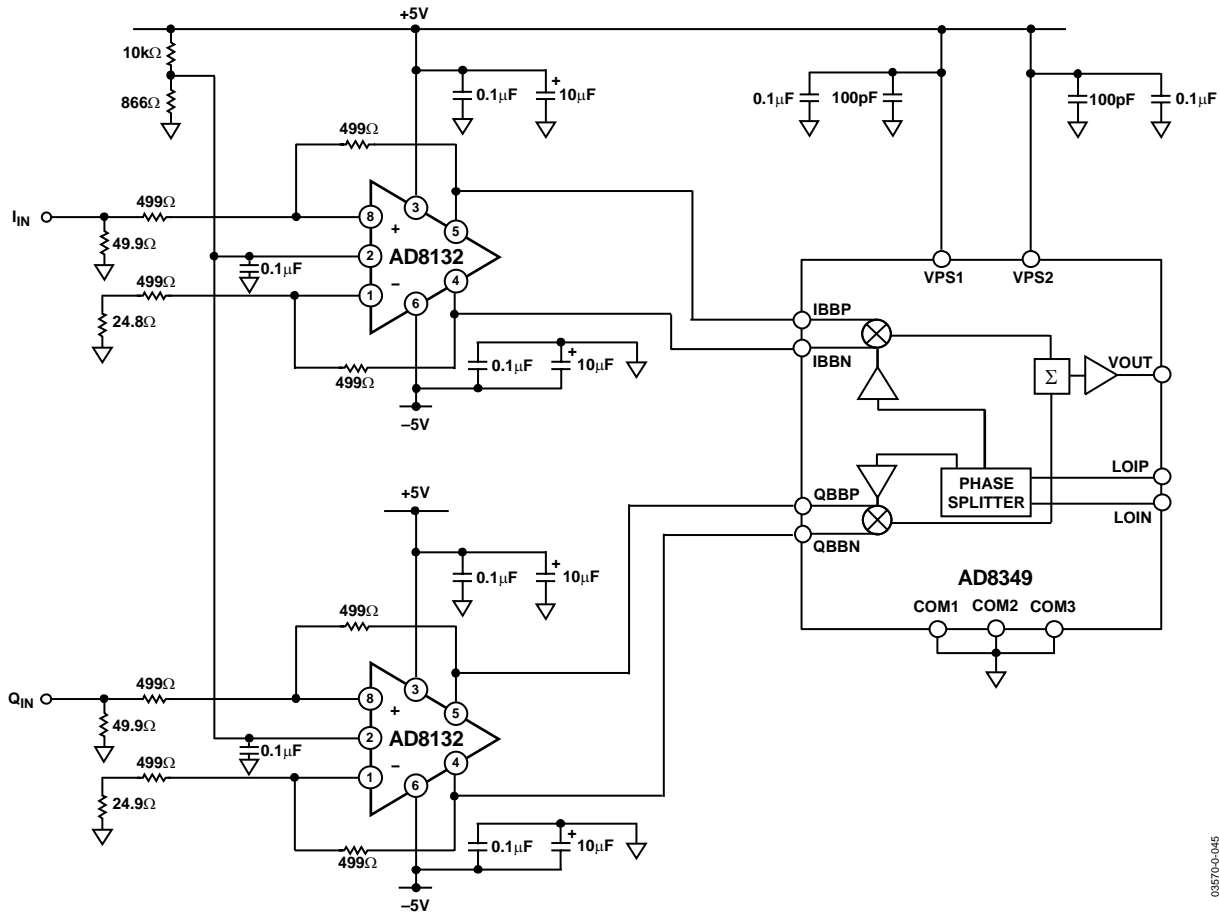 +5V
10kΩ
866Ω
0.1μF
+
10μF
0.1μF
100pF
100pF
0.1μF
499Ω
IIN
499Ω
49.9Ω
8
+
3
5
2
AD8132
0.1μF
4
499Ω
1
−
6
24.8Ω
499Ω
0.1μF
+
10μF
−5V
VPS1
VPS2
IBBP
IBBN
Σ
VOUT
PHASE
SPLITTER
LOIP
LOIN
QBBP
QBBN
AD8349
COM1
COM2
COM3
+5V
0.1μF
+
10μF
499Ω
QIN
499Ω
49.9Ω
8
+
3
5
2
AD8132
0.1μF
4
499Ω
1
−
6
24.9Ω
499Ω
0.1μF
+
10μF
−5V
03570-0-045